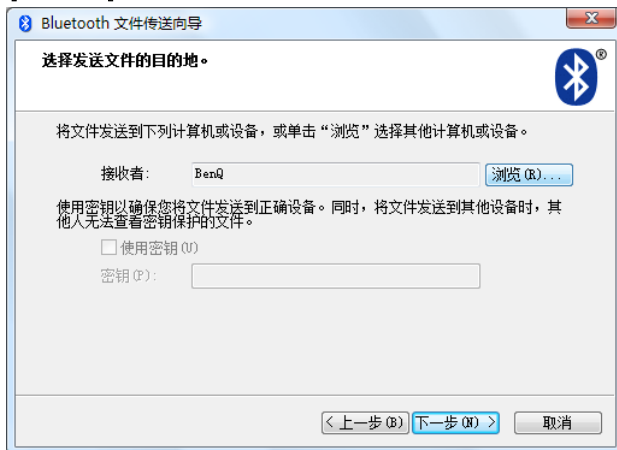 Bluetooth 文件传送向导
选择发送文件的目的地。
®
将文件发送到下列计算机或设备，或单击“浏览”选择其他计算机或设备。
接收者: BenQ 浏览(R)...
使用密钥以确保您将文件发送到正确设备。同时，将文件发送到其他设备时，其
他人无法查看密钥保护的文件。
使用密钥(U)
密钥(P):
< 上一步(B) 下一步(N) > 取消